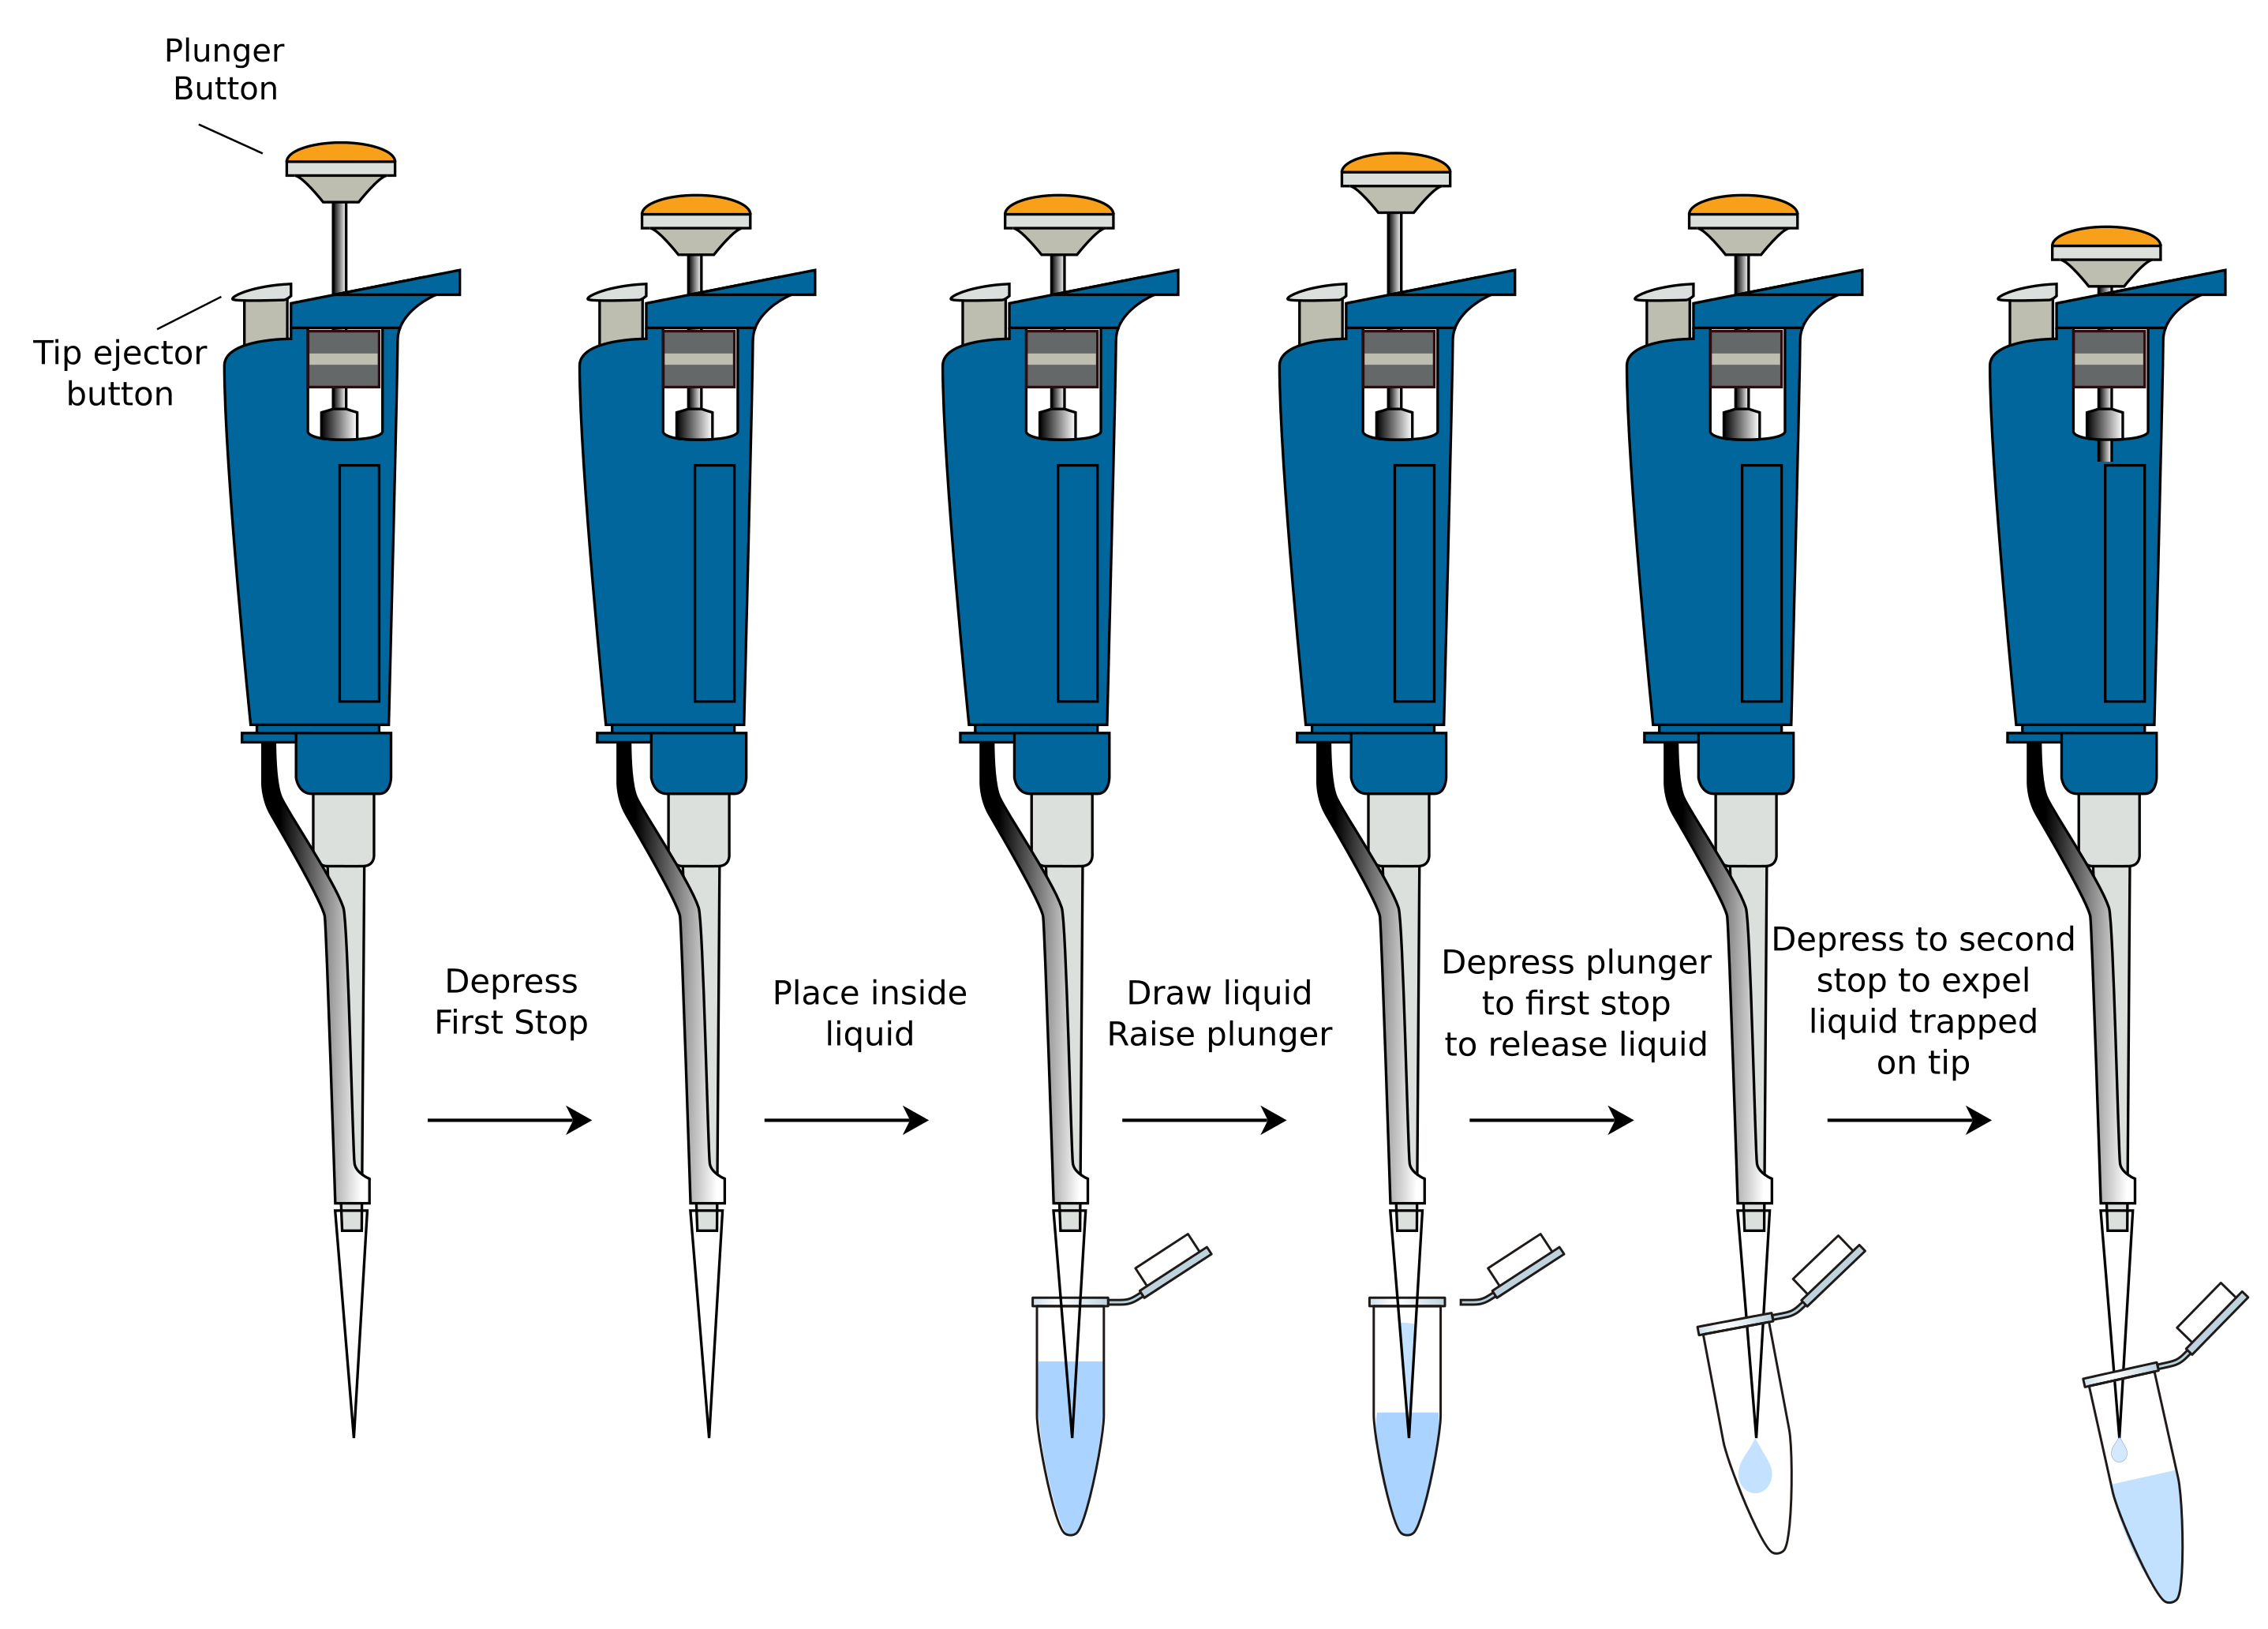 Plunger
Button
Tip ejector
button
Depress
First Stop
Place inside
liquid
Draw liquid
Raise plunger
Depress plunger
to first stop
to release liquid
Depress to second
stop to expel
liquid trapped
on tip